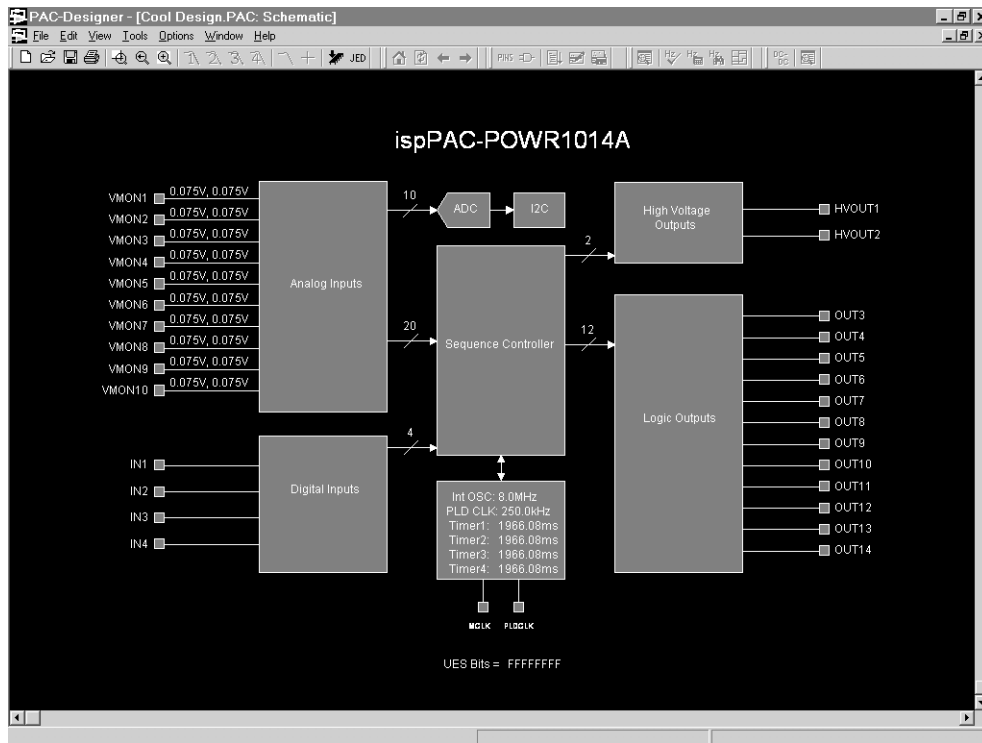 PAC-Designer - [Cool Design.PAC: Schematic]
File Edit View Tools Options Window Help
JED
PINS
Hz
Hz
Hz
DC-DC
ispPAC-POWR1014A
VMON1 0.075V, 0.075V
VMON2 0.075V, 0.075V
VMON3 0.075V, 0.075V
VMON4 0.075V, 0.075V
VMON5 0.075V, 0.075V
VMON6 0.075V, 0.075V
VMON7 0.075V, 0.075V
VMON8 0.075V, 0.075V
VMON9 0.075V, 0.075V
VMON10 0.075V, 0.075V
Analog Inputs
10
20
ADC
I2C
Sequence Controller
2
12
High Voltage
Outputs
HVOUT1
HVOUT2
Logic Outputs
OUT3
OUT4
OUT5
OUT6
OUT7
OUT8
OUT9
OUT10
OUT11
OUT12
OUT13
OUT14
IN1
IN2
IN3
IN4
Digital Inputs
4
Int OSC: 8.0MHz
PLD CLK: 250.0kHz
Timer1: 1966.08ms
Timer2: 1966.08ms
Timer3: 1966.08ms
Timer4: 1966.08ms
MCLK PLDCLK
UES Bits = FFFFFFFF